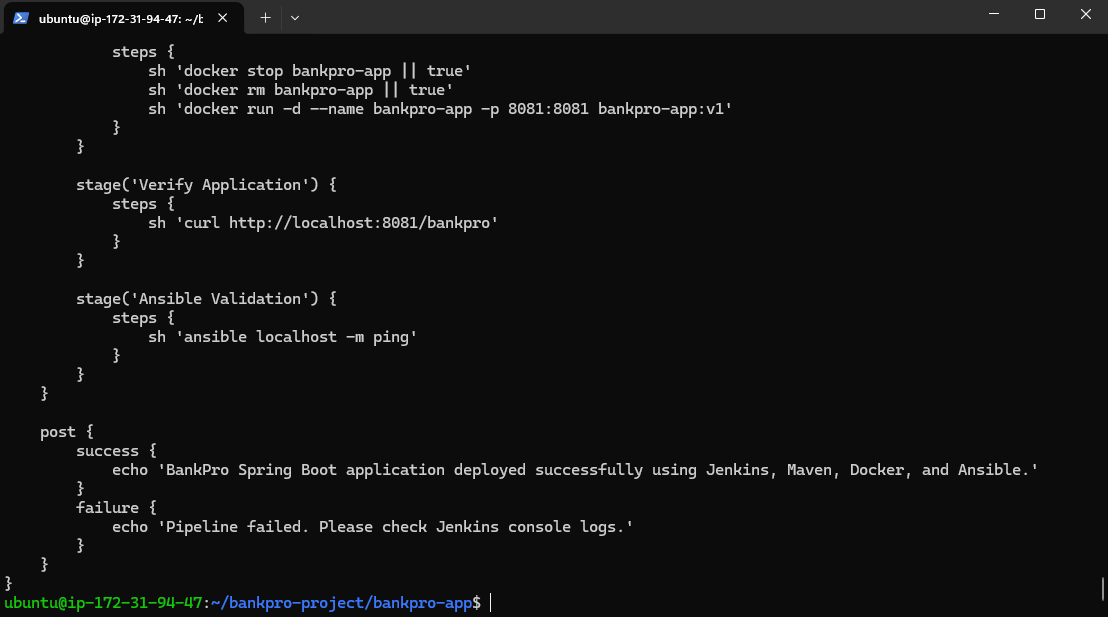 ubuntu@ip-172-31-94-47: ~/b
steps {
sh 'docker stop bankpro-app || true'
sh 'docker rm bankpro-app || true'
sh 'docker run -d --name bankpro-app -p 8081:8081 bankpro-app:v1'
}
}
stage('Verify Application') {
steps {
sh 'curl http://localhost:8081/bankpro'
}
}
stage('Ansible Validation') {
steps {
sh 'ansible localhost -m ping'
}
}
}
post {
success {
echo 'BankPro Spring Boot application deployed successfully using Jenkins, Maven, Docker, and Ansible.'
}
failure {
echo 'Pipeline failed. Please check Jenkins console logs.'
}
}
}
ubuntu@ip-172-31-94-47:~/bankpro-project/bankpro-app$